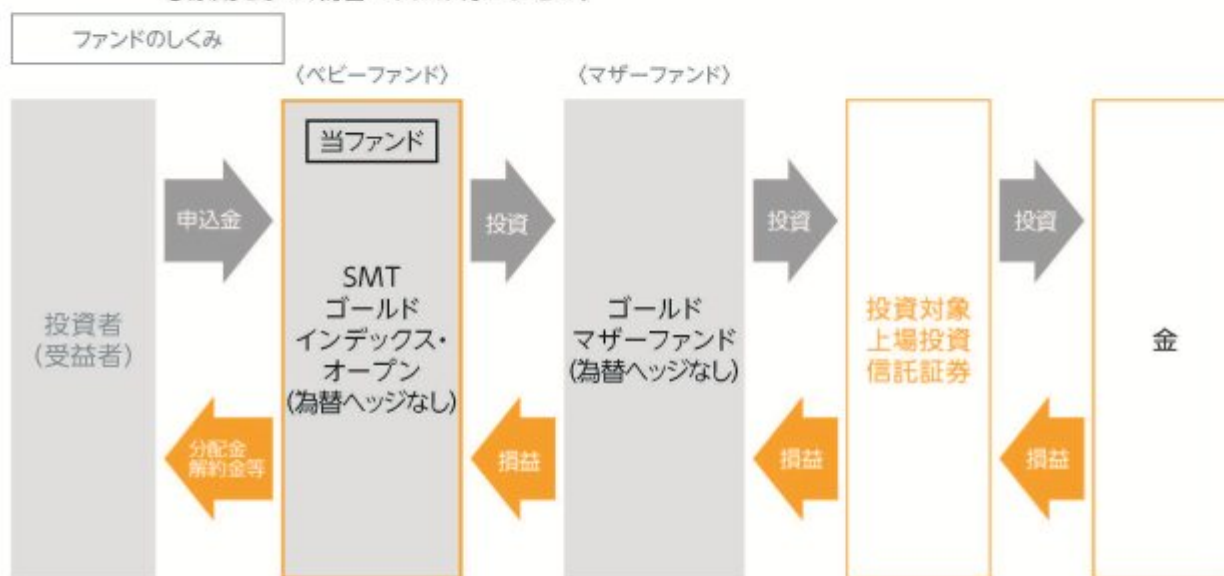 ファンドのしくみ
〈ベビーファンド〉
〈マザーファンド〉
投資者
(受益者)
申込金
分配金
解約金等
当ファンド
SMT
ゴールド
インデックス・
オープン
(為替ヘッジなし)
投資
損益
ゴールド
マザーファンド
(為替ヘッジなし)
投資
損益
投資対象
上場投資
信託証券
投資
損益
金